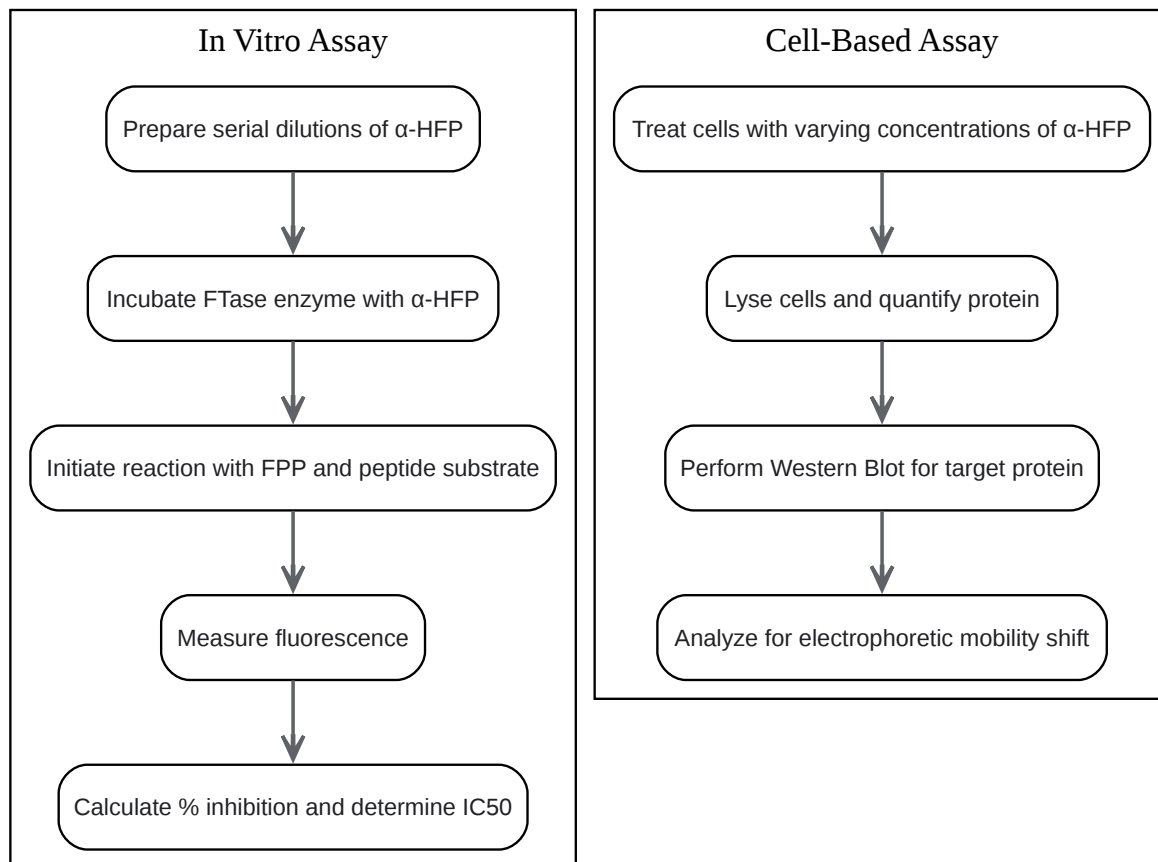 In Vitro Assay
Prepare serial dilutions of α-HFP
Incubate FTase enzyme with α-HFP
Initiate reaction with FPP and peptide substrate
Measure fluorescence
Calculate % inhibition and determine IC50
Cell-Based Assay
Treat cells with varying concentrations of α-HFP
Lyse cells and quantify protein
Perform Western Blot for target protein
Analyze for electrophoretic mobility shift